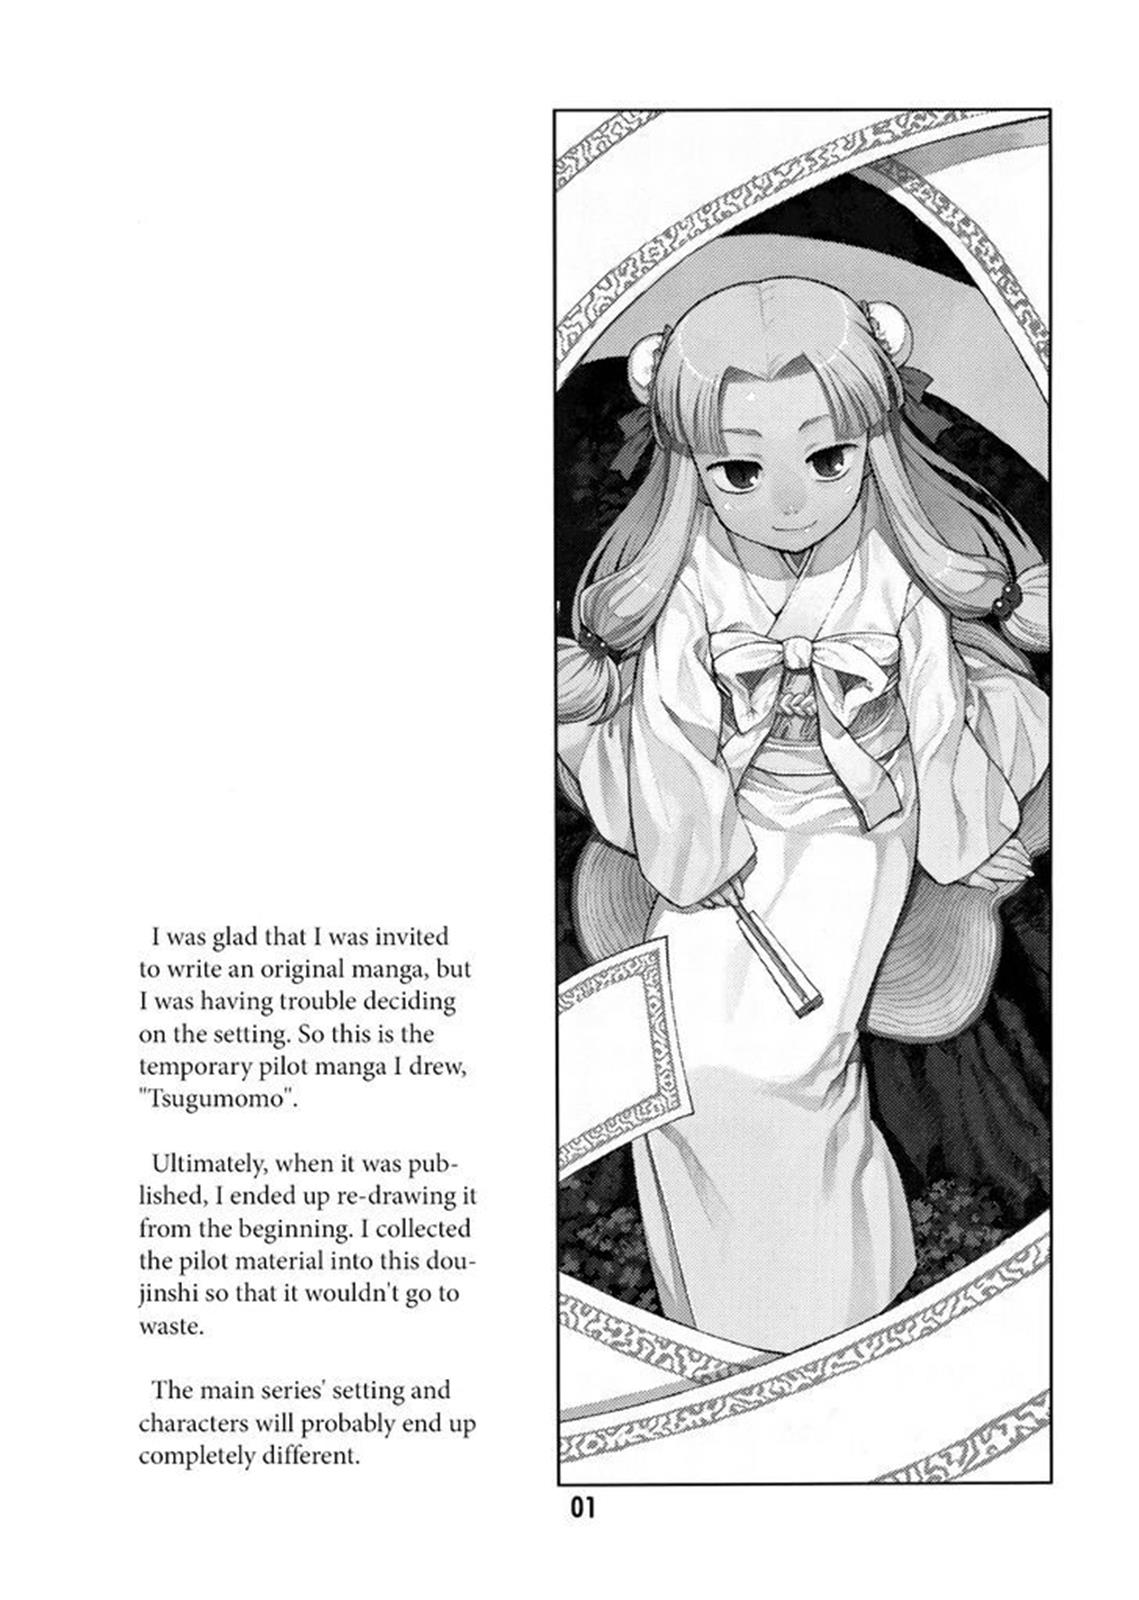 I was glad that I was invited
to write an original manga, but
I was having trouble deciding
on the setting. So this is the
temporary pilot manga I drew,
"Tsugumomo".
Ultimately, when it was pub-
lished, I ended up re-drawing it
from the beginning. I collected
the pilot material into this dou-
jinshi so that it wouldn't go to
waste.
The main series' setting and
characters will probably end up
completely different.
01